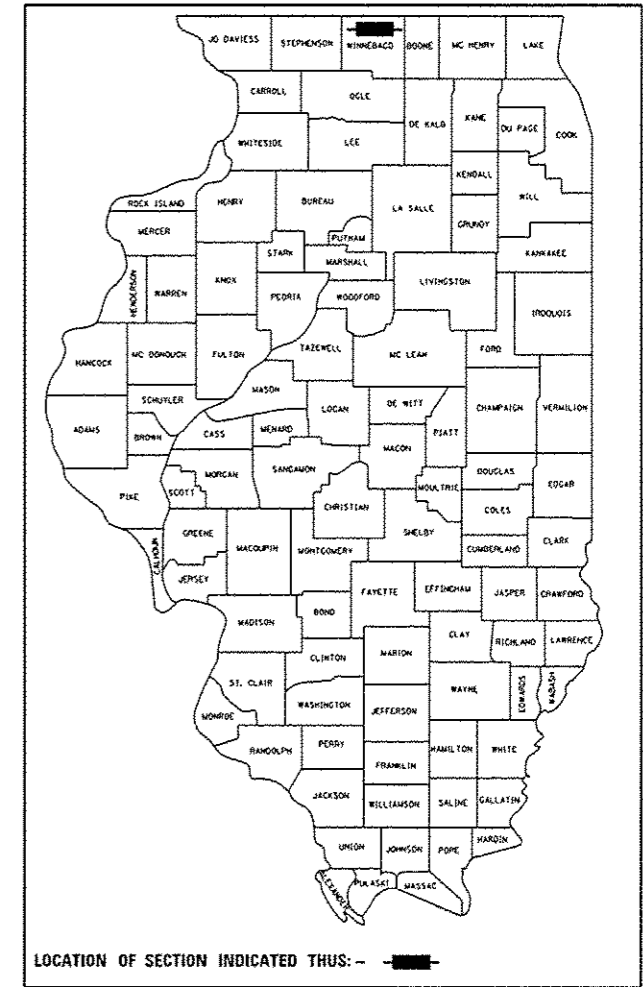 JO DAVIESS STEPHENSON WINNEBAGO BOONE MC HENRY LAKE
CARROLL OGLE
DE KALB KANE DU PAGE COOK
WHITESIDE LEE
KENDALL WILL
ROCK ISLAND HENRY BUREAU LA SALLE GRUNDY
MERCER PUTNAM
STARK MARSHALL KANKAKEE
HENDERSON WARREN KNOX PEORIA WOODFORD LIVINGSTON IROQUOIS
HANCOCK MC DONOUGH FULTON TAZEWELL MC LEAN FORD
MASON
SCHUYLER LOGAN DE WITT CHAMPAIGN VERMILION
ADAMS BROWN CASS MENARD PIATT
MACON
PIKE SCOTT MORGAN SANGAMON MOULTRIE DOUGLAS EDGAR
CHRISTIAN COLES
CALHOUN GREENE MACOUPIN MONTGOMERY SHELBY CUMBERLAND CLARK
JERSEY
FAYETTE EFFINGHAM JASPER CRAWFORD
MADISON BOND
CLAY RICHLAND LAWRENCE
CLINTON MARION
ST. CLAIR WAYNE EDWARDS WABASH
MONROE WASHINGTON JEFFERSON
RANDOLPH PERRY HAMILTON WHITE
FRANKLIN
JACKSON WILLIAMSON SALINE GALLATIN
UNION JOHNSON POPE HARDIN
ALEXANDER PULASKI MASSAC
LOCATION OF SECTION INDICATED THUS: -